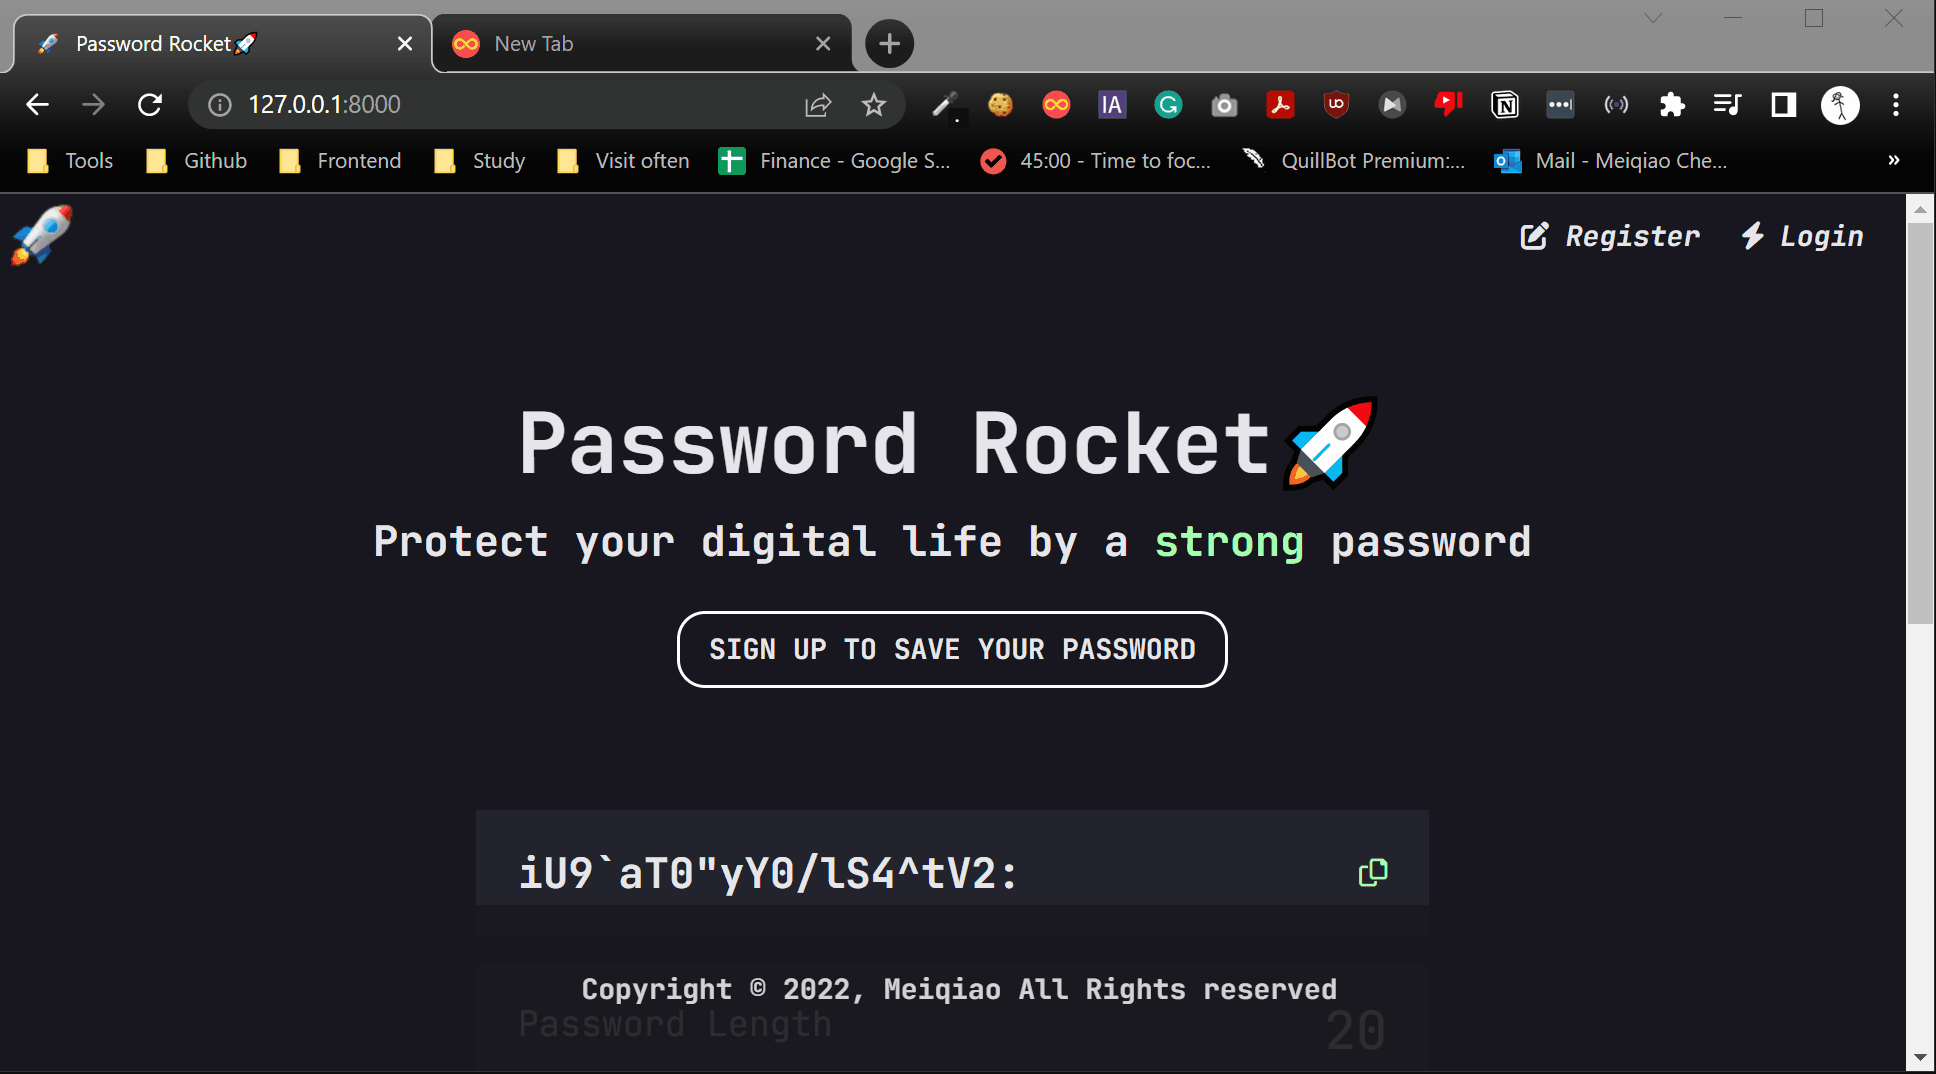 Password Rocket🚀
New Tab
127.0.0.1:8000
IA
Tools
Github
Frontend
Study
Visit often
Finance - Google S...
45:00 - Time to foc...
QuillBot Premium:...
Mail - Meiqiao Che...
»
Register
Login
Password Rocket🚀
Protect your digital life by a strong password
SIGN UP TO SAVE YOUR PASSWORD
iU9`aT0"yY0/lS4^tV2:
Copyright © 2022, Meiqiao All Rights reserved
Password Length
20